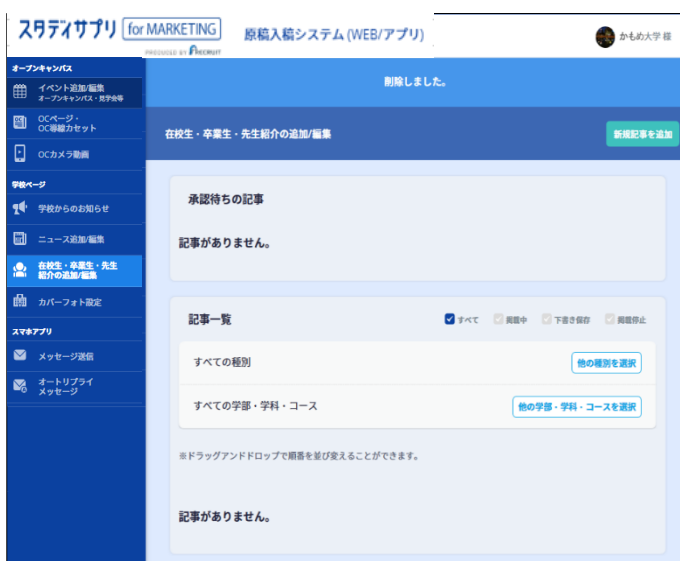 スタディサプリ for MARKETING
PRODUCED BY RECRUIT
原稿入稿システム (WEB/アプリ)
かもめ大学 様
オープンキャンパス
イベント追加/編集
オープンキャンパス・見学会等
OCページ・
OC導線カセット
OCカメラ動画
学校ページ
学校からのお知らせ
ニュース追加/編集
在校生・卒業生・先生
紹介の追加/編集
カバーフォト設定
スマホアプリ
メッセージ送信
オートリプライ
メッセージ
削除しました。
在校生・卒業生・先生紹介の追加/編集
新規記事を追加
承認待ちの記事
記事がありません。
記事一覧
すべて 掲載中 下書き保存 掲載停止
すべての種別
他の種別を選択
すべての学部・学科・コース
他の学部・学科・コースを選択
※ドラッグアンドドロップで順番を並び変えることができます。
記事がありません。